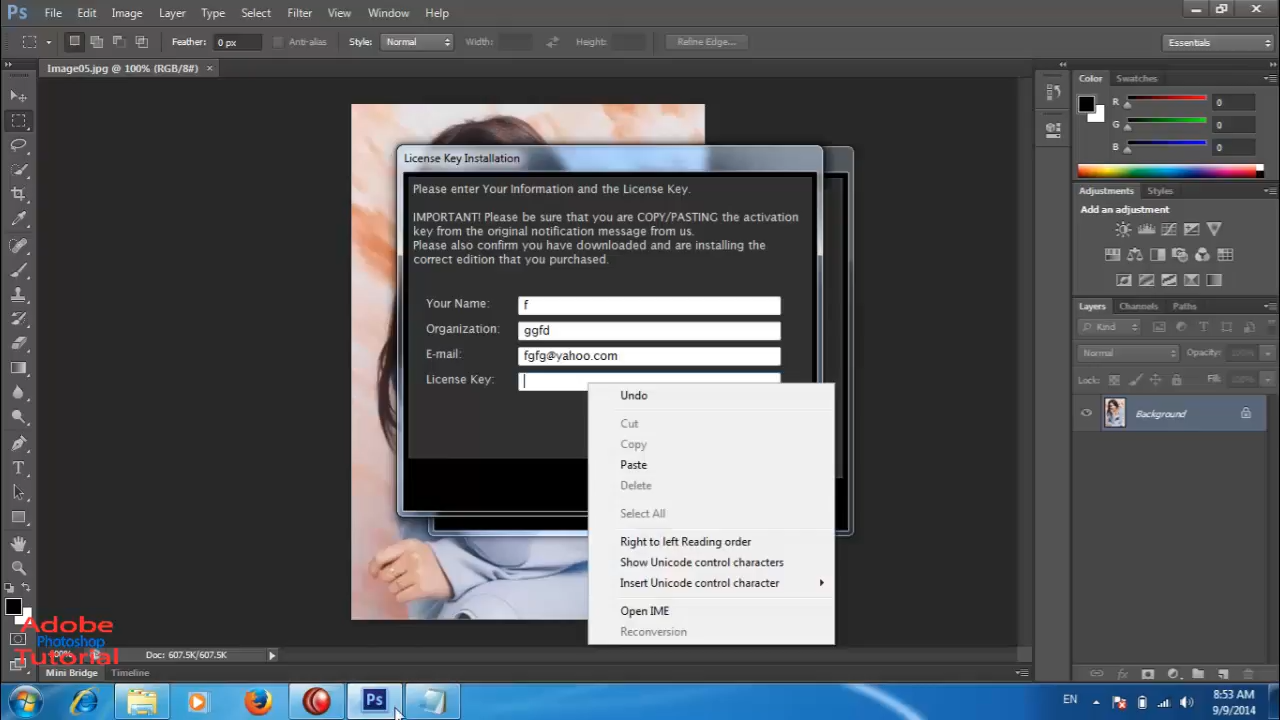 Ps File Edit Image Layer Type Select Filter View Window Help
Feather: 0 px Anti-alias Style: Normal Width: Height: Refine Edge... Essentials
Image05.jpg @ 100% (RGB/8#) ×
Color Swatches
R 0
G 0
B 0
Adjustments Styles
Add an adjustment
Layers Channels Paths
Kind
Normal Opacity: 100%
Lock: Fill: 100%
Background
License Key Installation
Please enter Your Information and the License Key.
IMPORTANT! Please be sure that you are COPY/PASTING the activation
key from the original notification message from us.
Please also confirm you have downloaded and are installing the
correct edition that you purchased.
Your Name: f
Organization: ggfd
E-mail: fgfg@yahoo.com
License Key:
Undo
Cut
Copy
Paste
Delete
Select All
Right to left Reading order
Show Unicode control characters
Insert Unicode control character
Open IME
Reconversion
Adobe
Photoshop
Tutorial
100% Doc: 607.5K/607.5K
Mini Bridge Timeline
Ps
EN
8:53 AM
9/9/2014